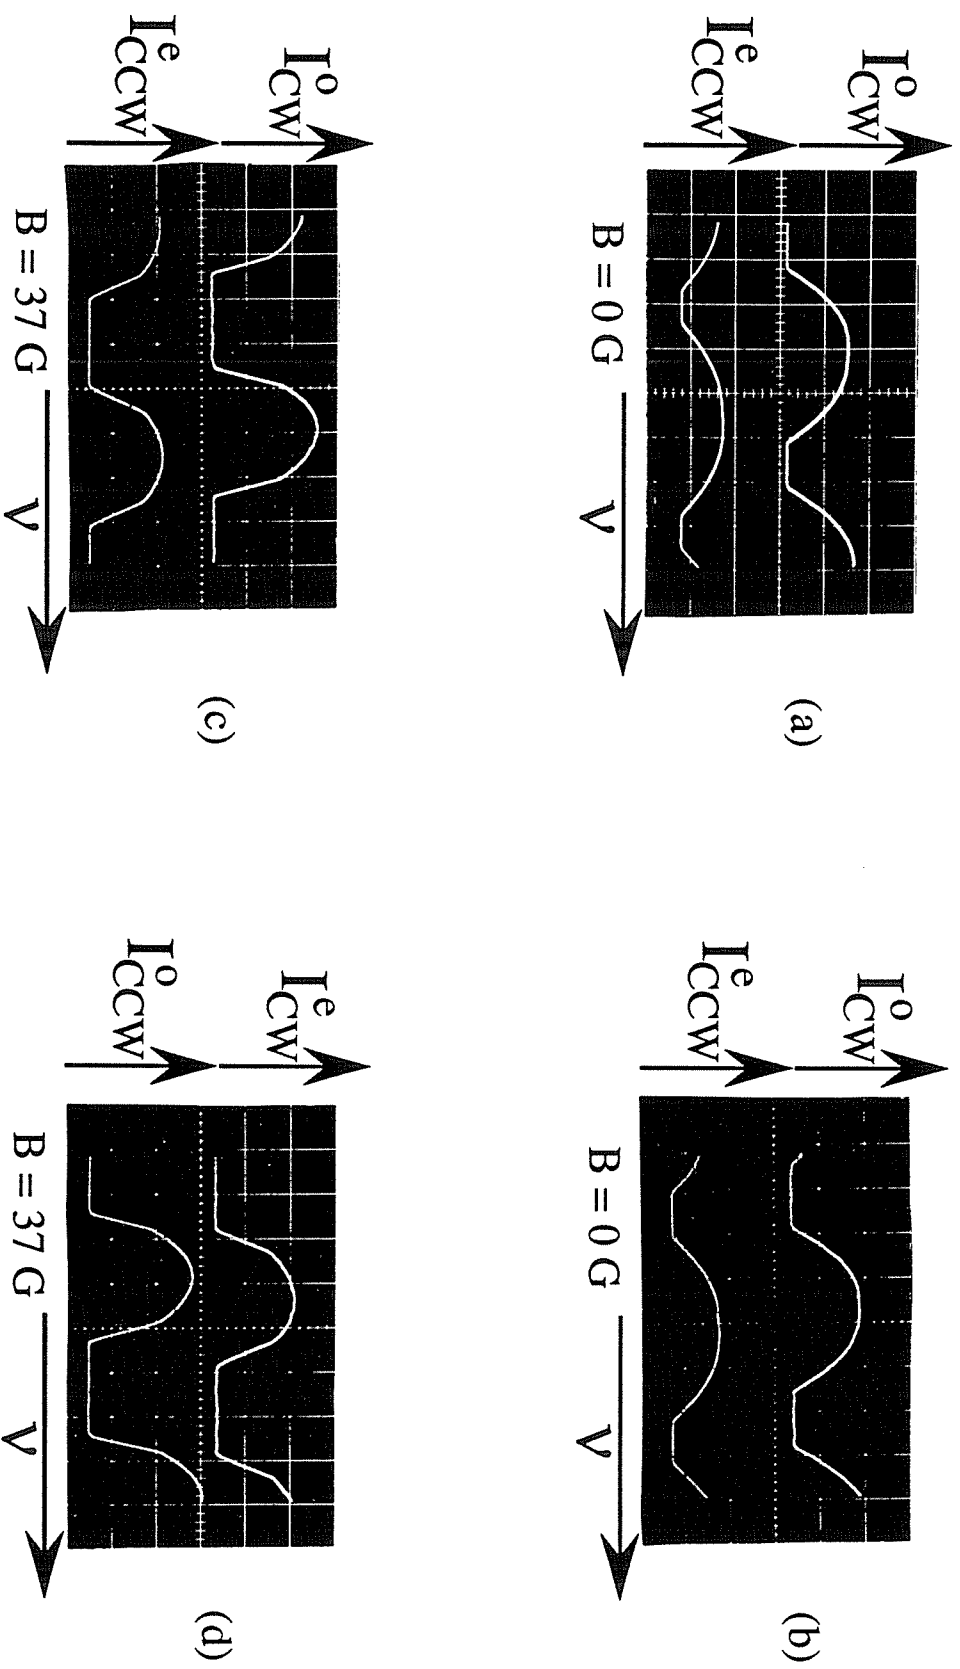 I^o_CW
I^e_CCW
B = 0 G
ν
(a)
I^o_CW
I^e_CCW
B = 0 G
ν
(b)
I^o_CW
I^e_CCW
B = 37 G
ν
(c)
I^e_CW
I^o_CCW
B = 37 G
ν
(d)